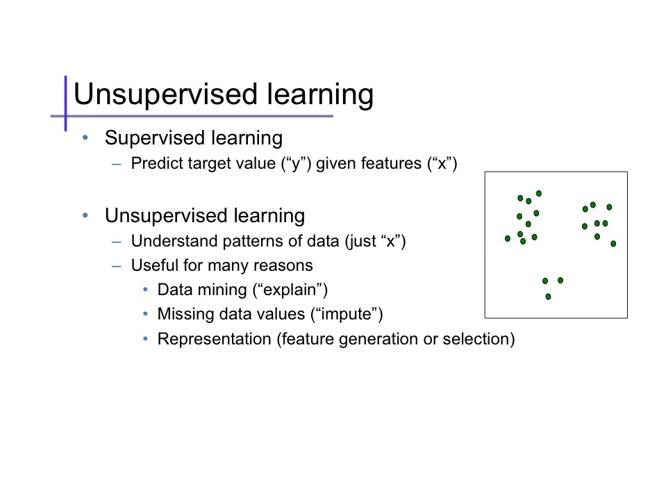 Unsupervised learning
• Supervised learning
– Predict target value (“y”) given features (“x”)
• Unsupervised learning
– Understand patterns of data (just “x”)
– Useful for many reasons
• Data mining (“explain”)
• Missing data values (“impute”)
• Representation (feature generation or selection)